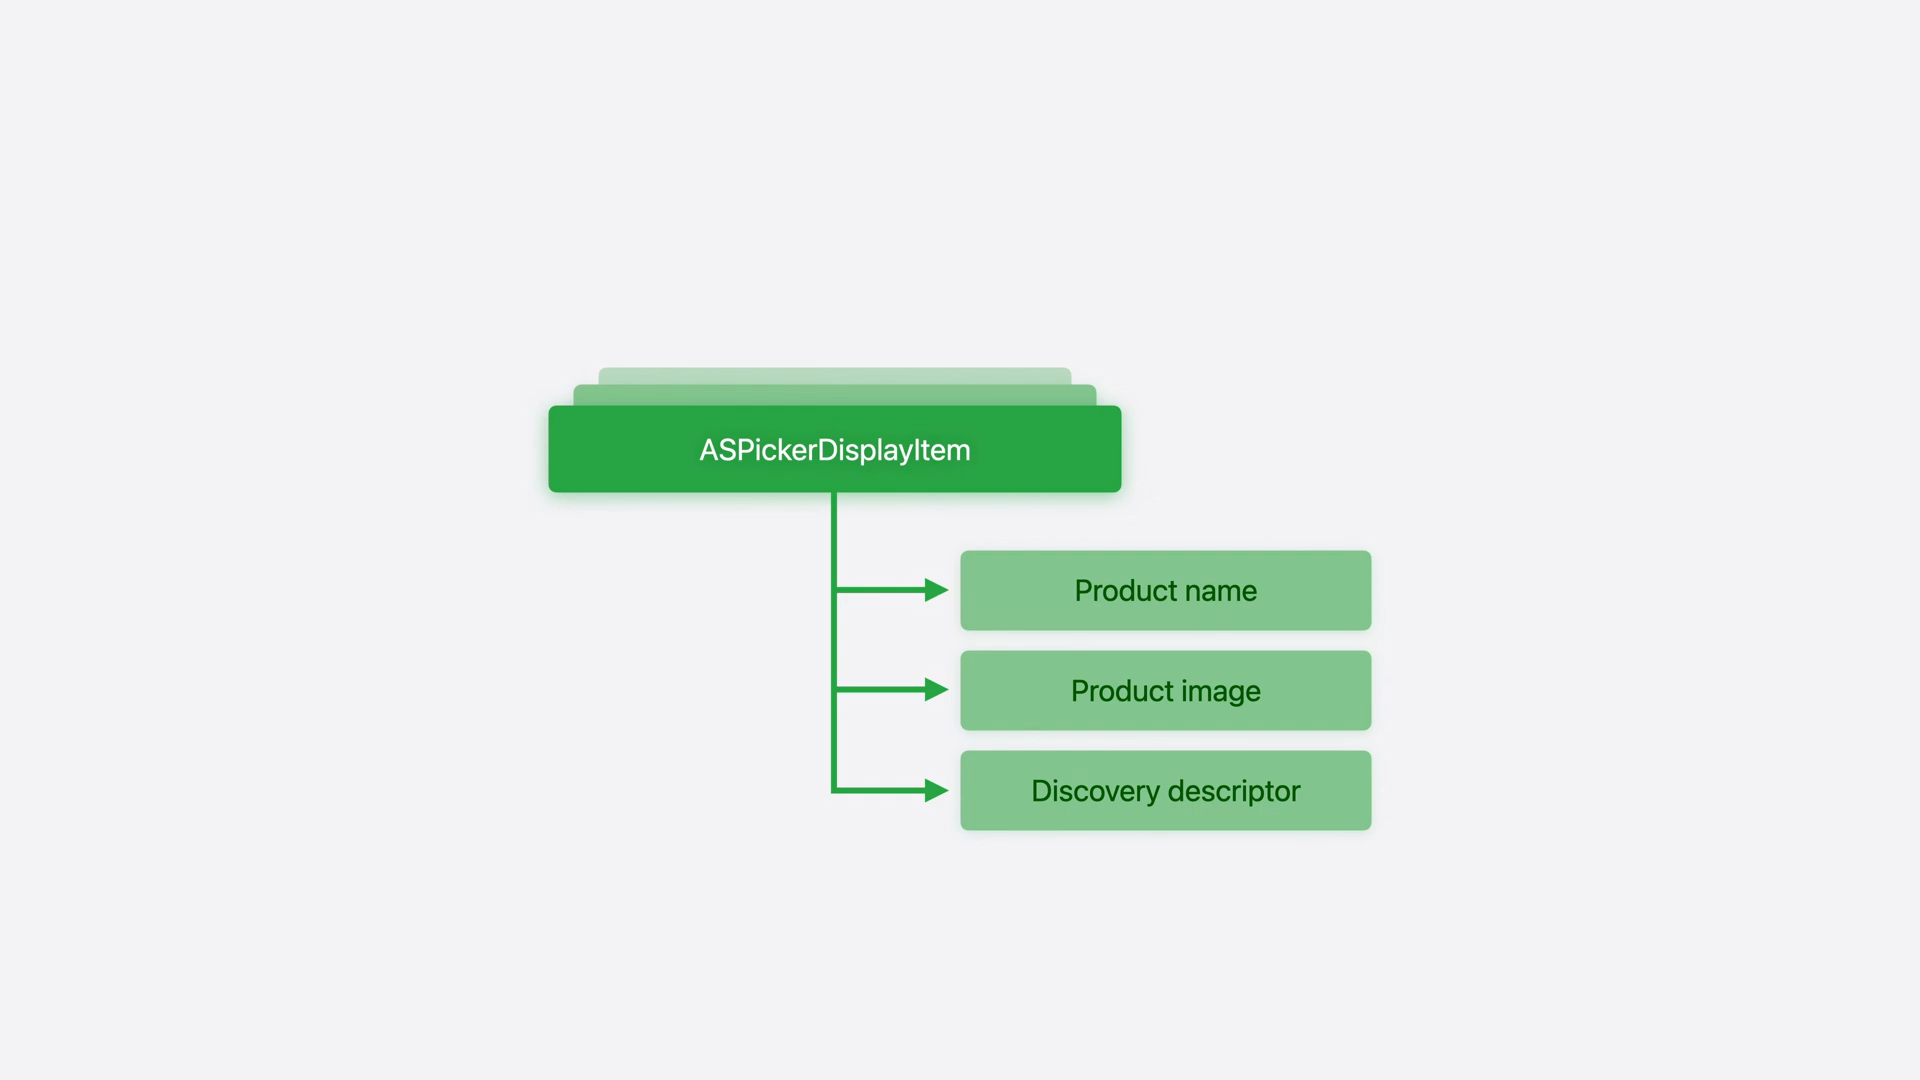 ASPickerDisplayItem
Product name
Product image
Discovery descriptor